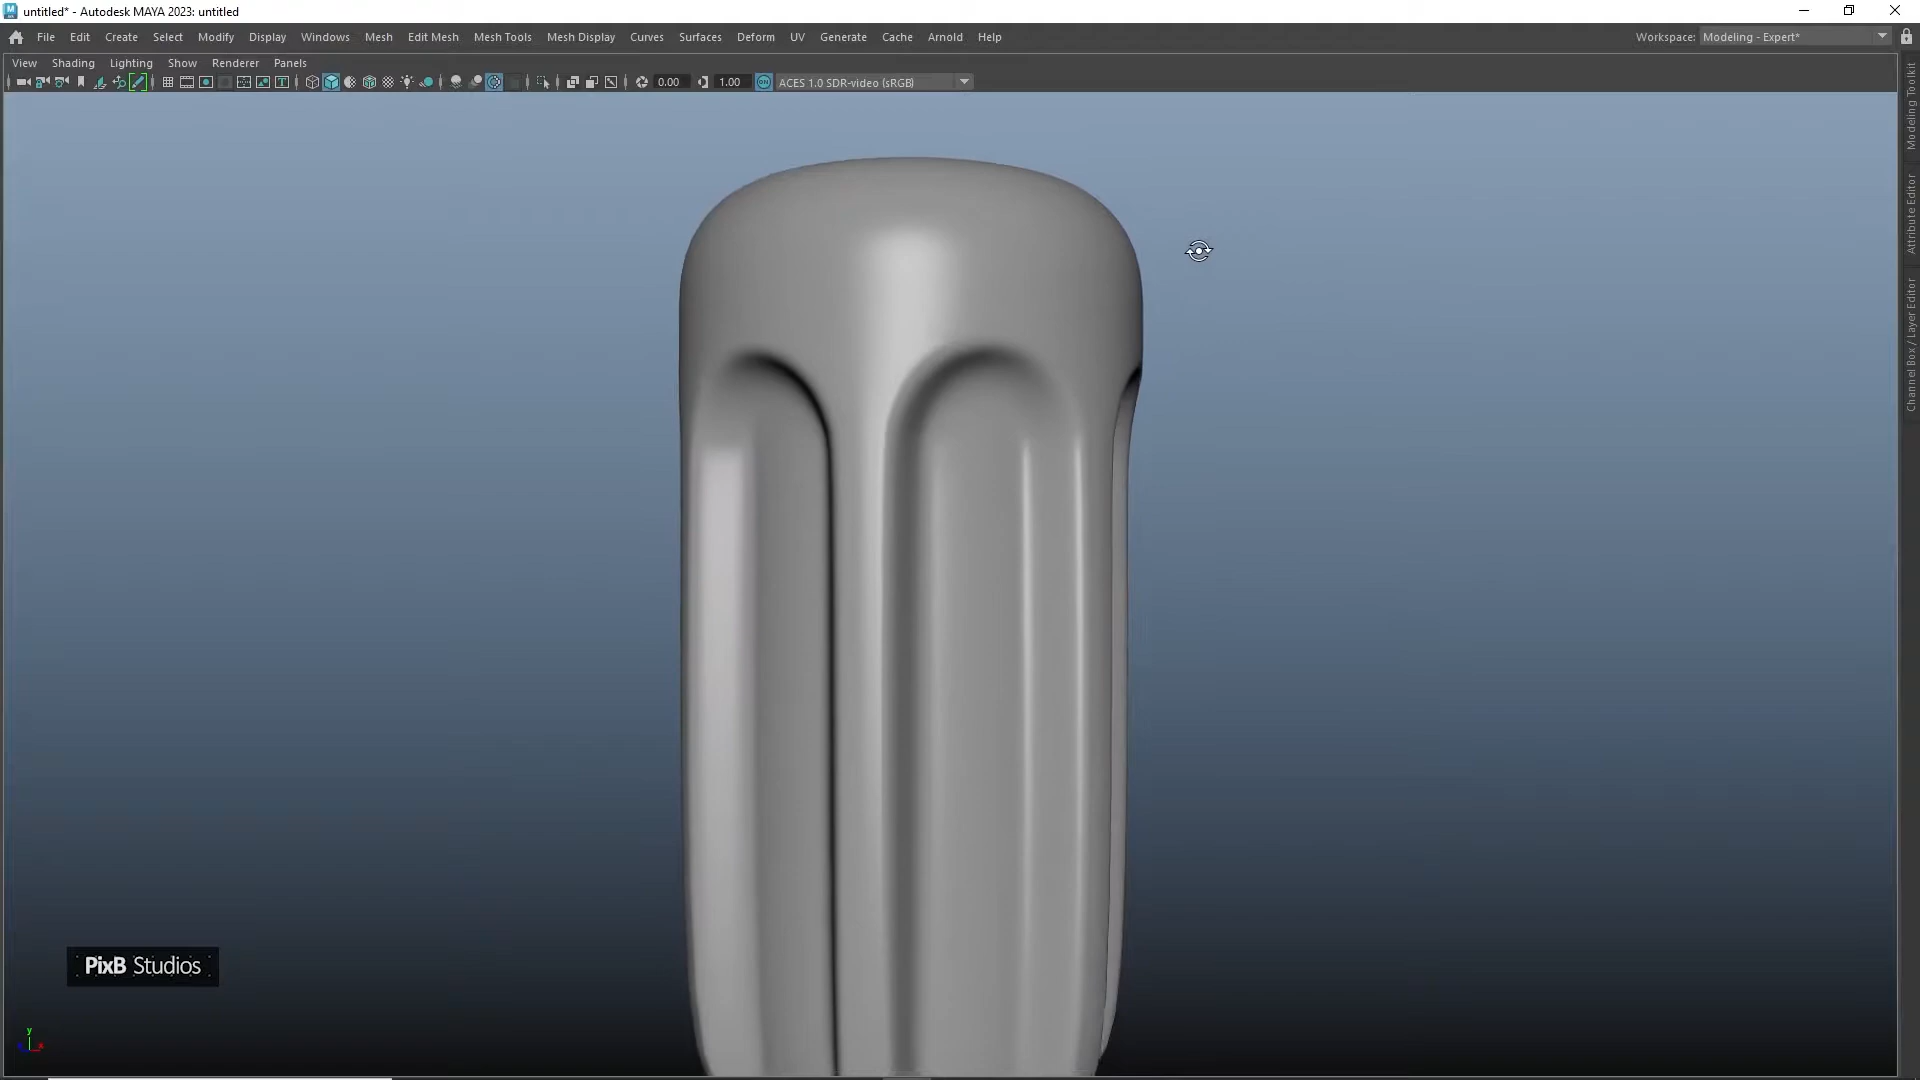 untitled* - Autodesk MAYA 2023: untitled
File Edit Create Select Modify Display Windows Mesh Edit Mesh Mesh Tools Mesh Display Curves Surfaces Deform UV Generate Cache Arnold Help
Workspace: Modeling - Expert*
View Shading Lighting Show Renderer Panels
0.00 1.00 ON ACES 1.0 SDR-video (sRGB)
Modeling Toolkit
Attribute Editor
Channel Box / Layer Editor
PixB Studios
y